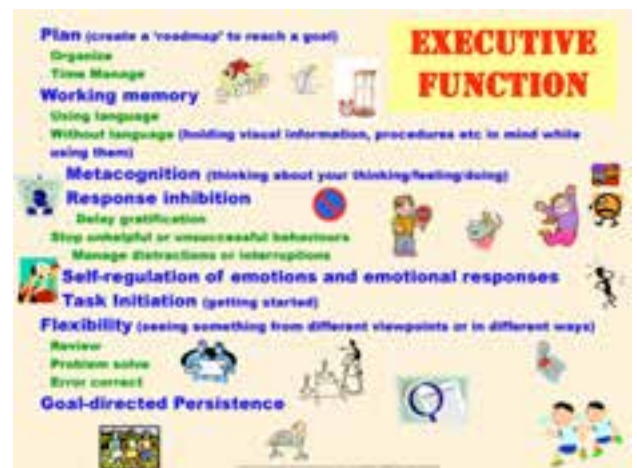 EXECUTIVE
FUNCTION
Plan (create a 'roadmap' to reach a goal)
Organize
Time Manage
Working memory
Using language
Without language (holding visual information, procedures etc in mind while
using them)
Metacognition (thinking about your thinking/feeling/doing)
Response inhibition
Delay gratification
Stop unhelpful or unsuccessful behaviours
Manage distractions or interruptions
Self-regulation of emotions and emotional responses
Task Initiation (getting started)
Flexibility (seeing something from different viewpoints or in different ways)
Review
Problem solve
Error correct
Goal-directed Persistence